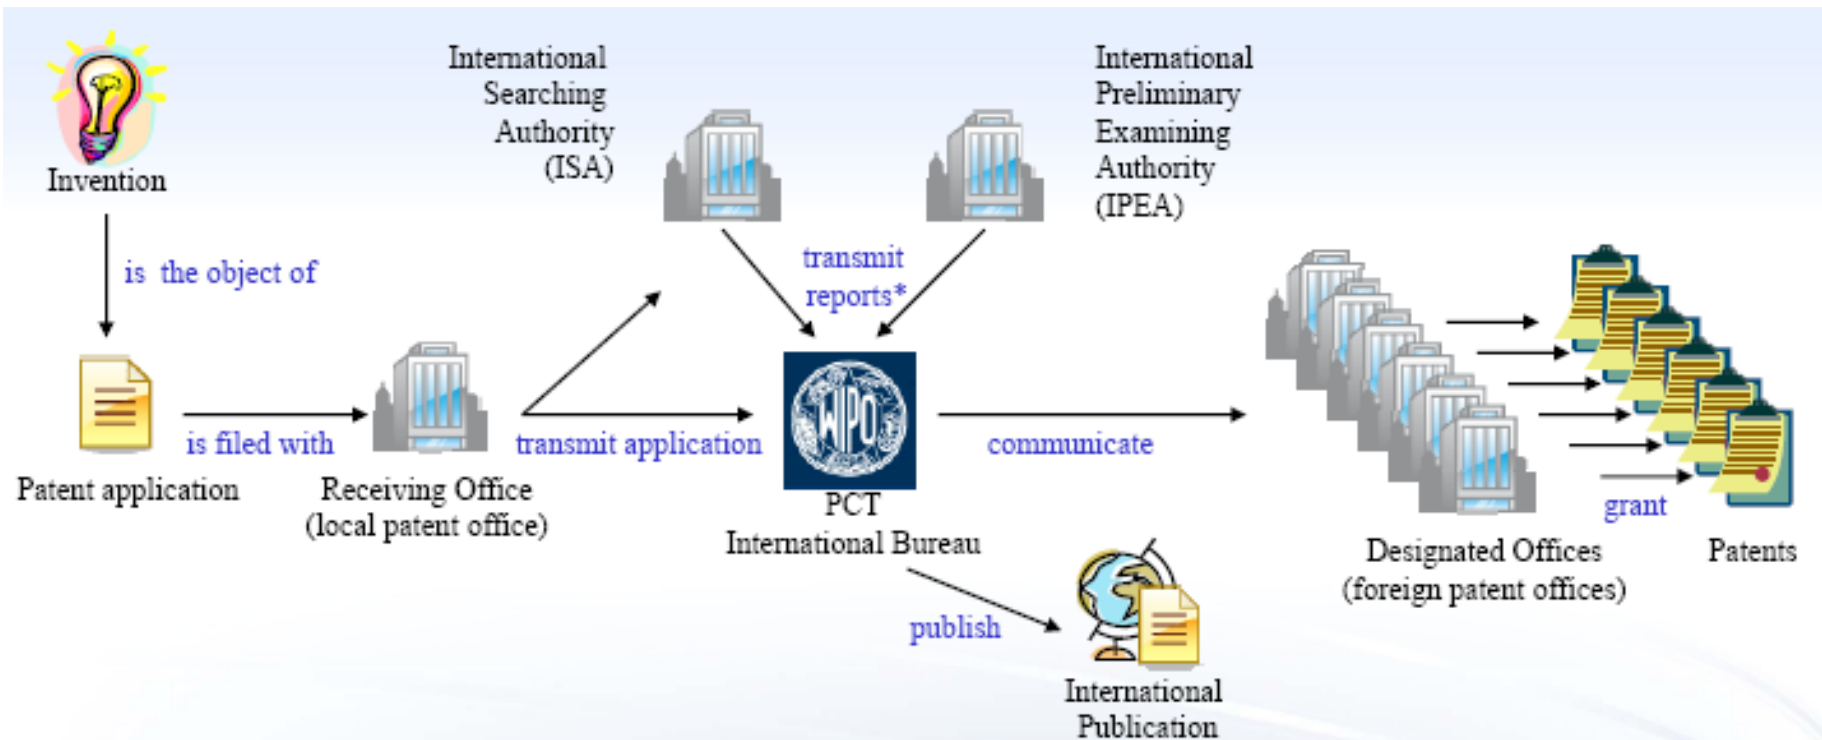 International
Searching
Authority
(ISA)
International
Preliminary
Examining
Authority
(IPEA)
Invention
is the object of
transmit
reports*
Patent application
is filed with
Receiving Office
(local patent office)
transmit application
WIPO
PCT
International Bureau
communicate
publish
International
Publication
Designated Offices
(foreign patent offices)
grant
Patents